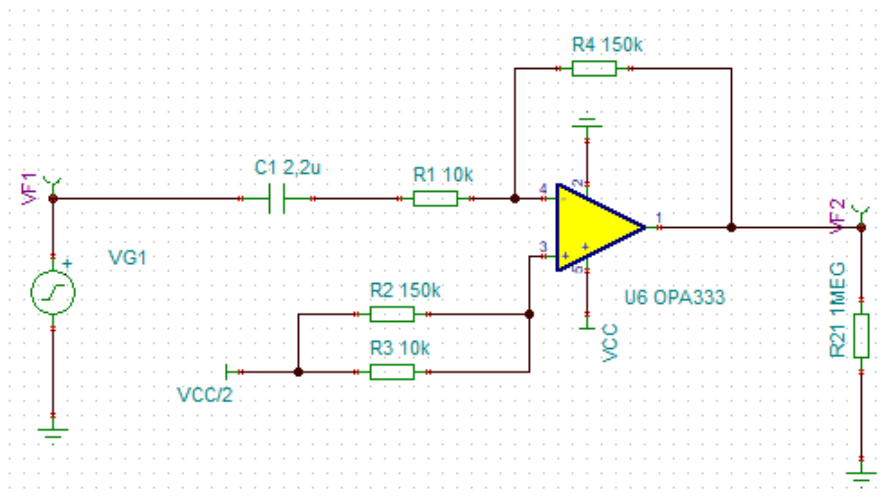 R4 150k
C1 2,2u
R1 10k
VF1
4
-
2
1
VF2
+
VG1
3
+
+
5
U6 OPA333
R2 150k
R3 10k
VCC
VCC/2
R21 1MEG